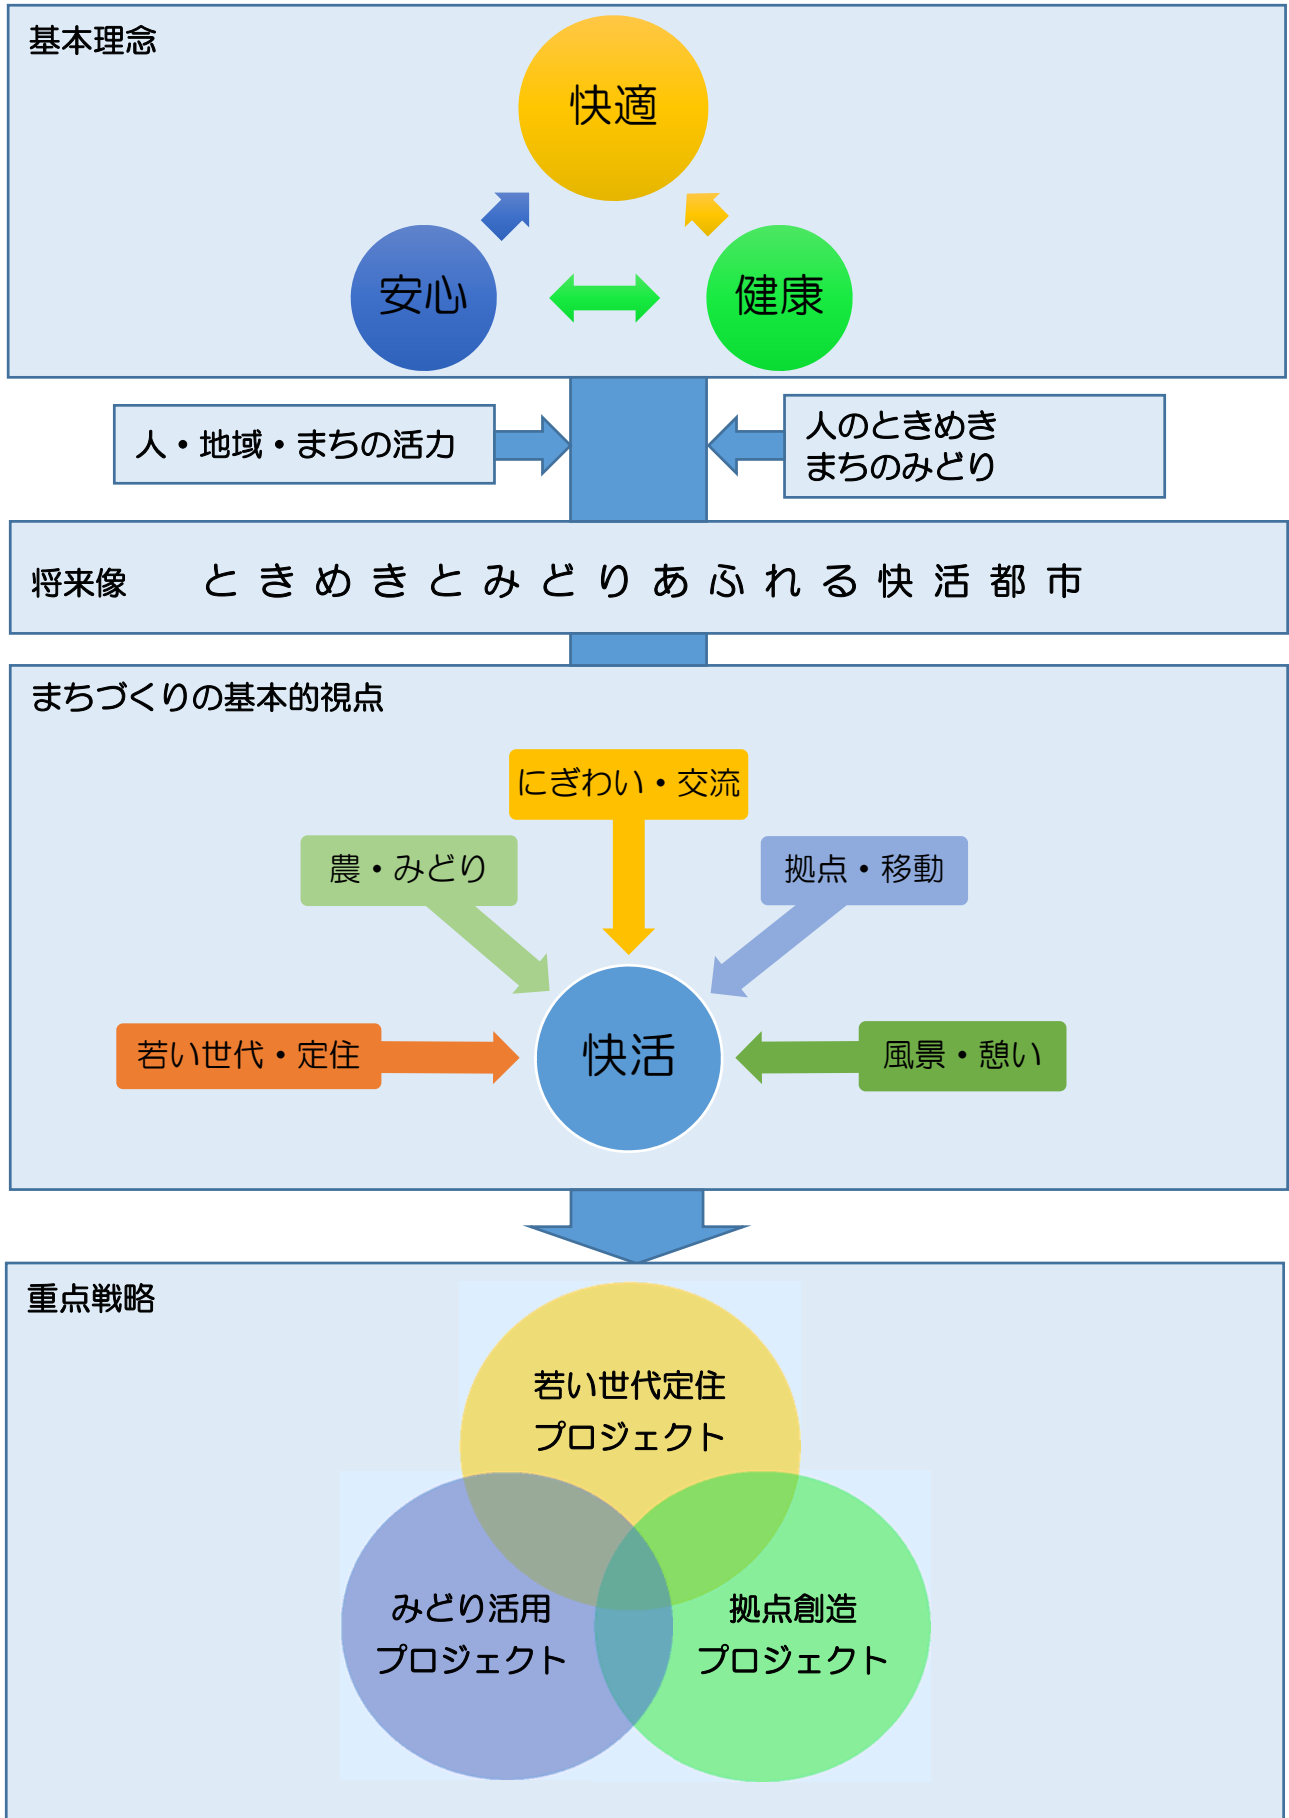 基本理念
快適
安心
健康
人・地域・まちの活力
人のときめき
まちのみどり
将来像 ときめきとみどりあふれる快活都市
まちづくりの基本的視点
にぎわい・交流
農・みどり
拠点・移動
若い世代・定住
快活
風景・憩い
重点戦略
若い世代定住
プロジェクト
みどり活用
プロジェクト
拠点創造
プロジェクト